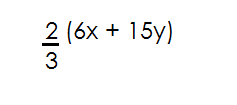 2/3 (6x + 15y)